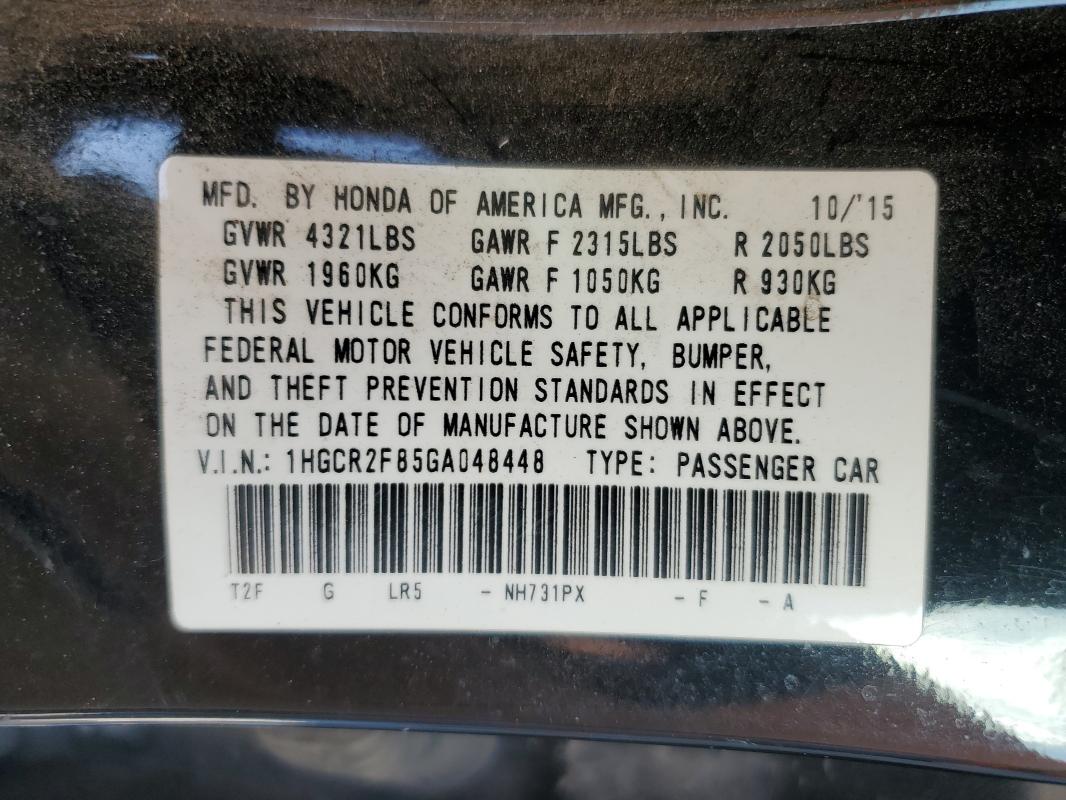 MFD. BY HONDA OF AMERICA MFG., INC. 10/'15
GVWR 4321LBS GAWR F 2315LBS R 2050LBS
GVWR 1960KG GAWR F 1050KG R 930KG
THIS VEHICLE CONFORMS TO ALL APPLICABLE
FEDERAL MOTOR VEHICLE SAFETY, BUMPER,
AND THEFT PREVENTION STANDARDS IN EFFECT
ON THE DATE OF MANUFACTURE SHOWN ABOVE.
V.I.N.: 1HGCR2F85GA048448 TYPE: PASSENGER CAR
T2F G LR5 - NH731PX - F - A